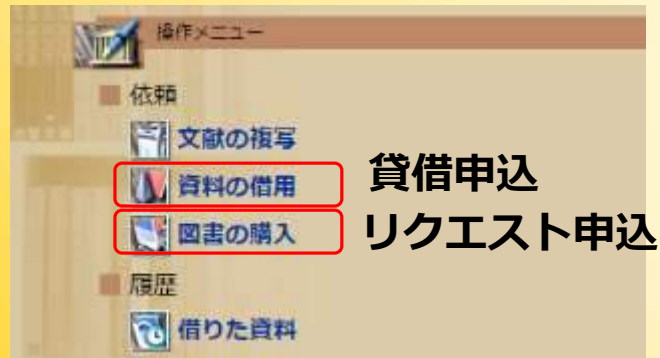 操作メニュー
依頼
文献の複写
資料の借用 貸借申込
図書の購入 リクエスト申込
履歴
借りた資料